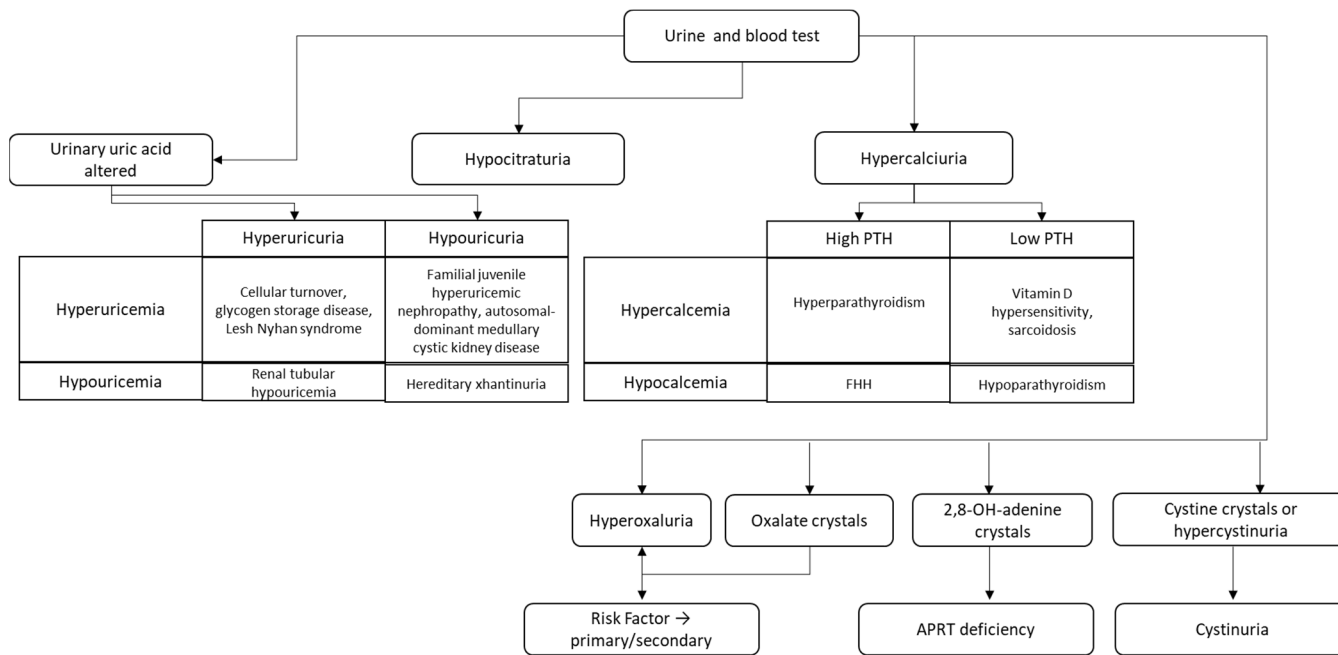 Urine and blood test
Urinary uric acid
altered
Hypocitraturia
Hypercalciuria
Hyperuricuria
Hypouricuria
High PTH
Low PTH
Hyperuricemia
Cellular turnover,
glycogen storage disease,
Lesh Nyhan syndrome
Familial juvenile
hyperuricemic
nephropathy, autosomal-
dominant medullary
cystic kidney disease
Hypercalcemia
Hyperparathyroidism
Vitamin D
hypersensitivity,
sarcoidosis
Hypouricemia
Renal tubular
hypouricemia
Hereditary xhantinuria
Hypocalcemia
FHH
Hypoparathyroidism
Hyperoxaluria
Oxalate crystals
2,8-OH-adenine
crystals
Cystine crystals or
hypercystinuria
Risk Factor →
primary/secondary
APRT deficiency
Cystinuria